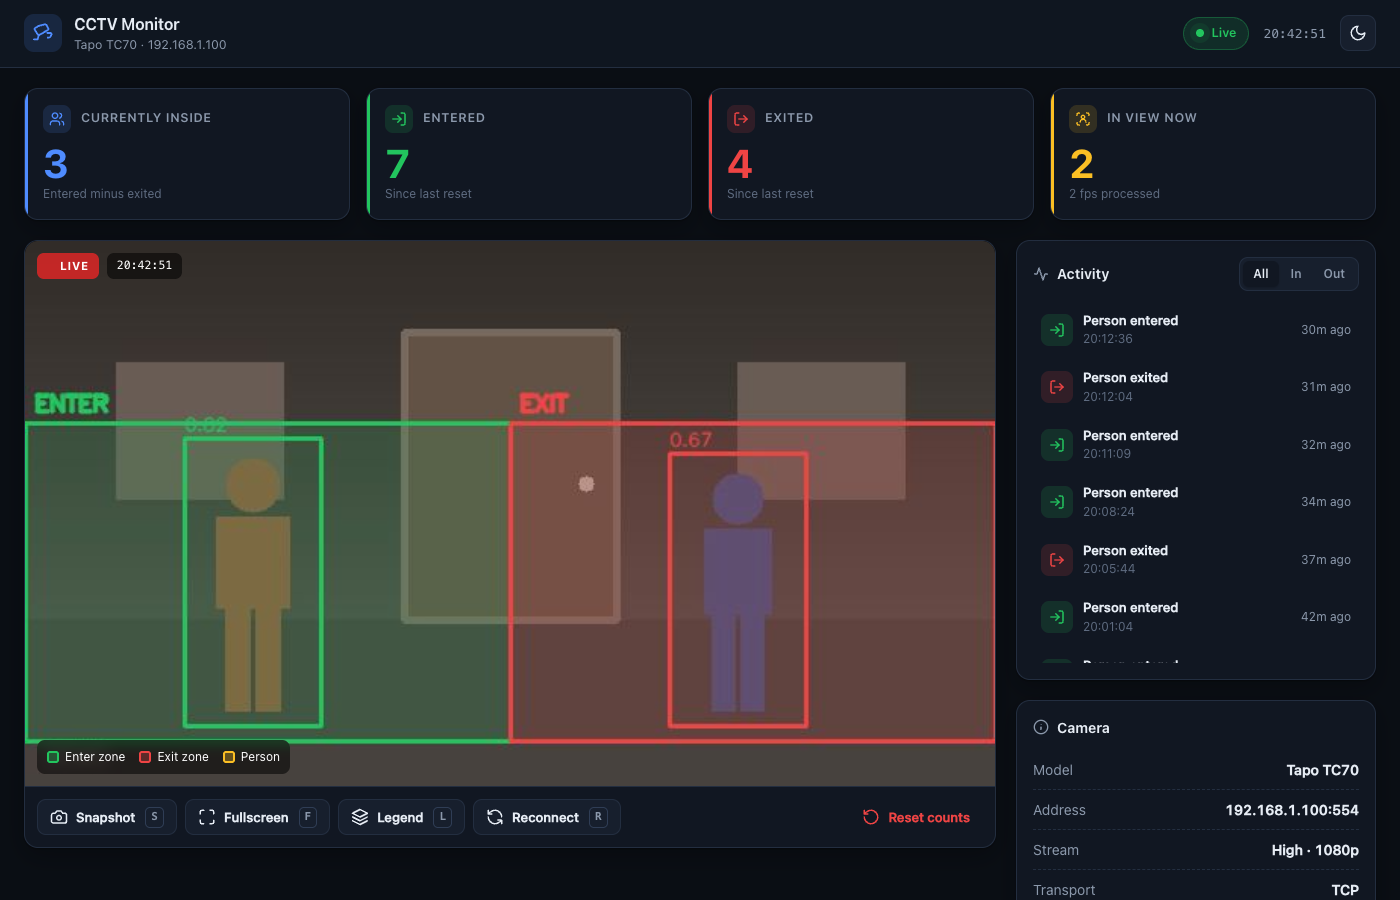 CCTV Monitor
Tapo TC70 · 192.168.1.100
Live
20:42:51
CURRENTLY INSIDE
3
Entered minus exited
ENTERED
7
Since last reset
EXITED
4
Since last reset
IN VIEW NOW
2
2 fps processed
LIVE
20:42:51
ENTER
0.82
EXIT
0.67
Enter zone
Exit zone
Person
Snapshot S
Fullscreen F
Legend L
Reconnect R
Reset counts
Activity
All
In
Out
Person entered
20:12:36
30m ago
Person exited
20:12:04
31m ago
Person entered
20:11:09
32m ago
Person entered
20:08:24
34m ago
Person exited
20:05:44
37m ago
Person entered
20:01:04
42m ago
Camera
Model
Tapo TC70
Address
192.168.1.100:554
Stream
High · 1080p
Transport
TCP